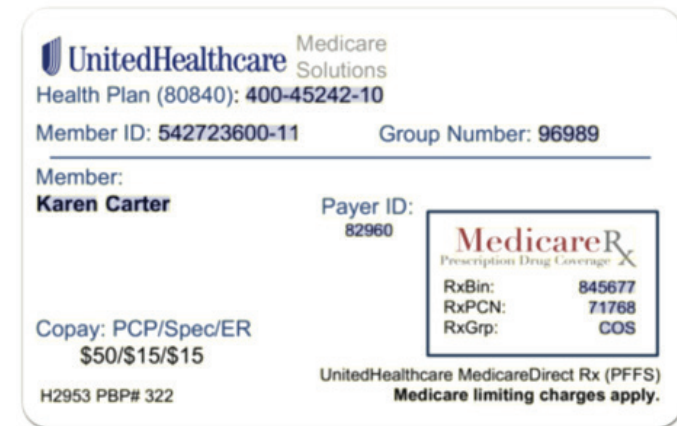 UnitedHealthcare Medicare Solutions
Health Plan (80840): 400-45242-10
Member ID: 542723600-11 Group Number: 96989
Member:
Karen Carter
Payer ID:
82960
MedicareRx
Prescription Drug Coverage
RxBin: 845677
RxPCN: 71768
RxGrp: COS
Copay: PCP/Spec/ER
$50/$15/$15
H2953 PBP# 322
UnitedHealthcare MedicareDirect Rx (PFFS)
Medicare limiting charges apply.